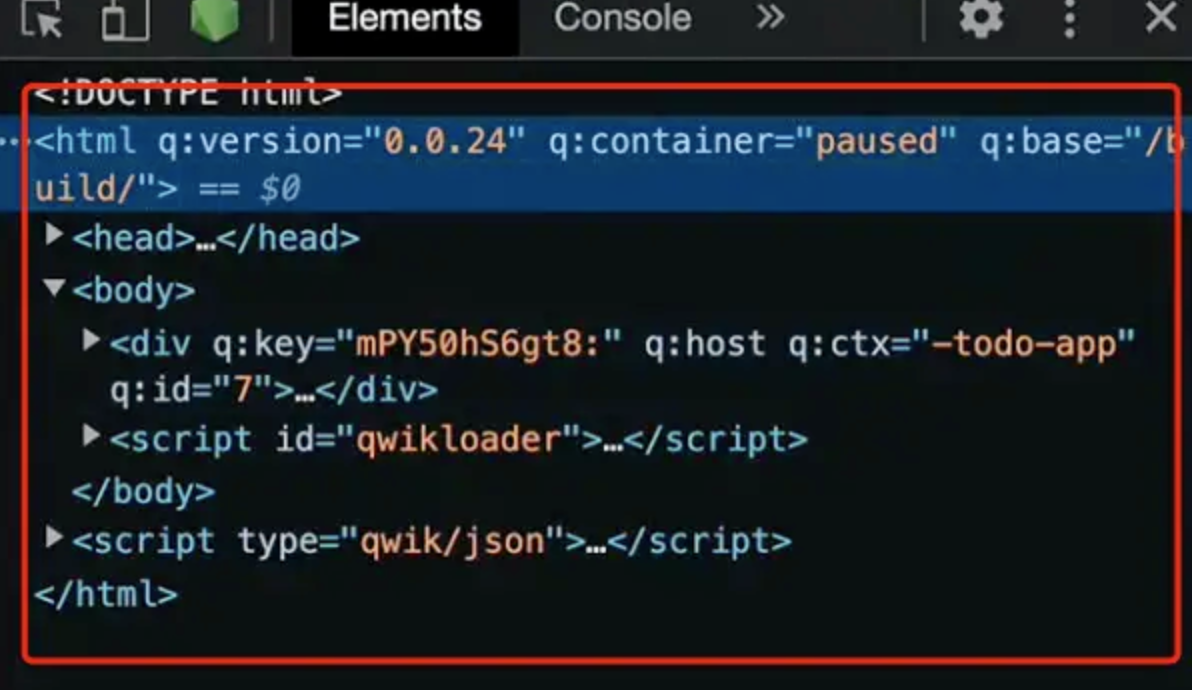 Elements Console »
<!DOCTYPE html>
…<html q:version="0.0.24" q:container="paused" q:base="/b
uild/"> == $0
▶<head>…</head>
▼<body>
▶<div q:key="mPY50hS6gt8:" q:host q:ctx="-todo-app"
q:id="7">…</div>
▶<script id="qwikloader">…</script>
</body>
▶<script type="qwik/json">…</script>
</html>